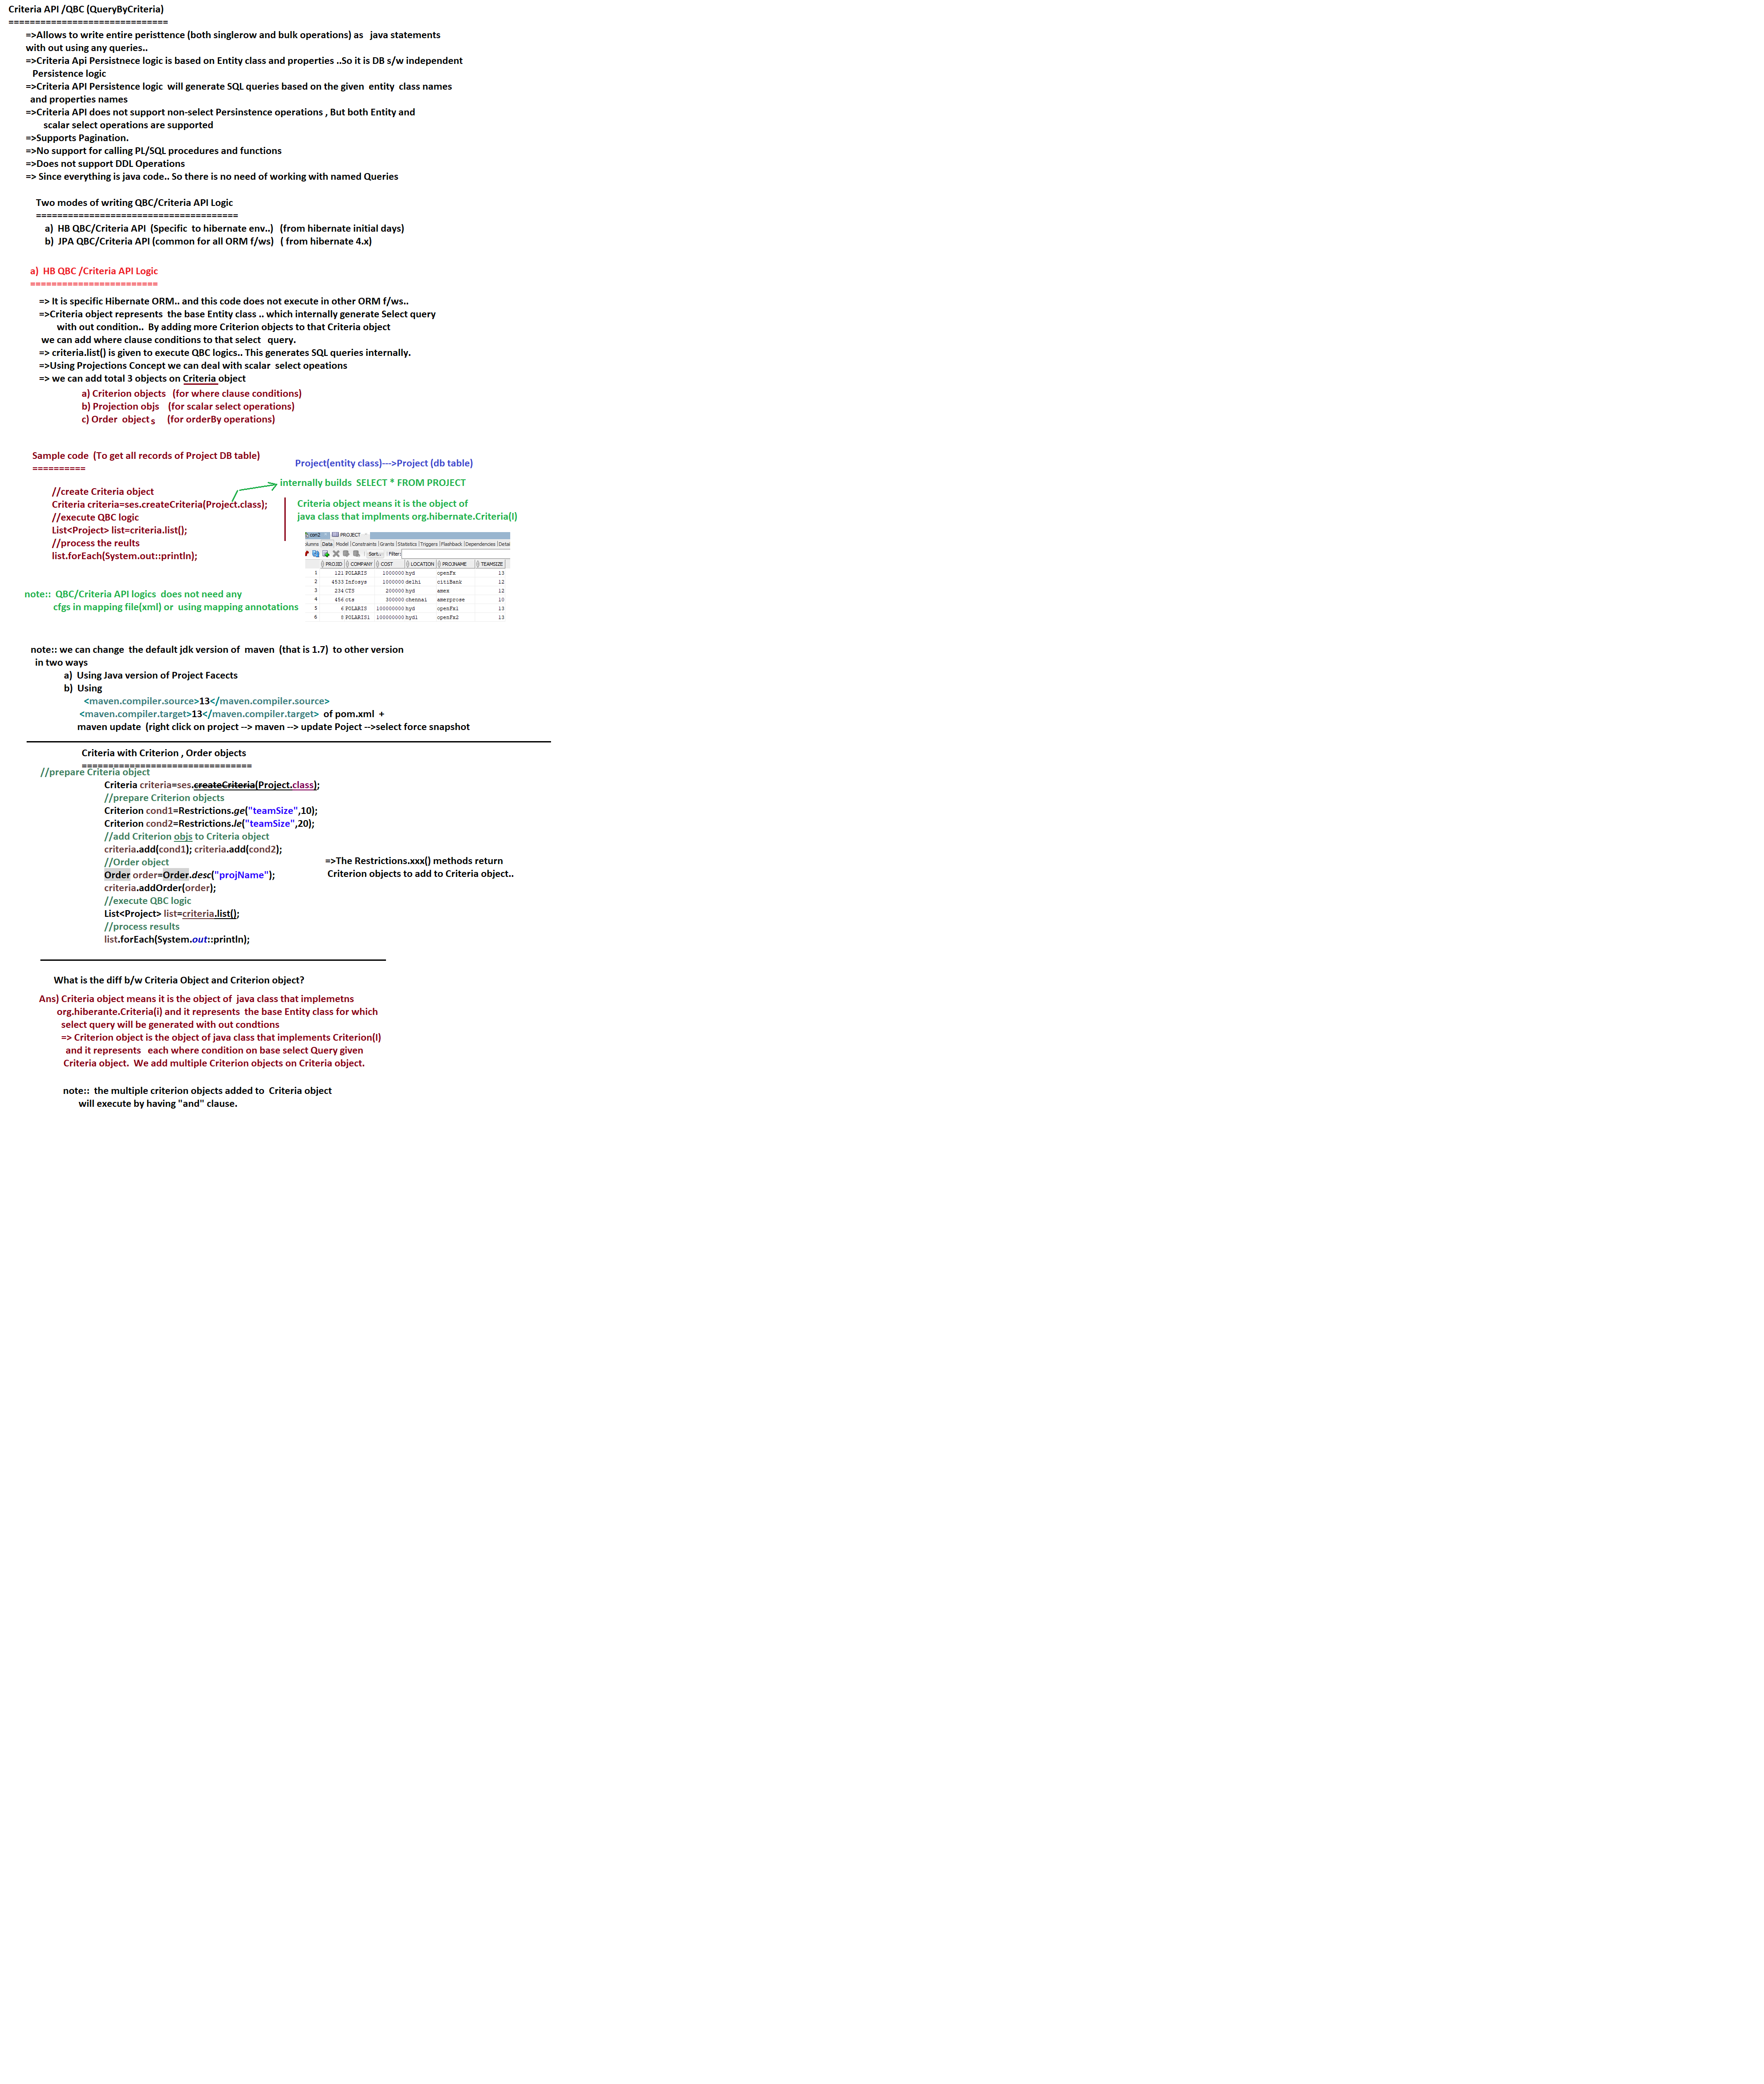 Criteria API /QBC (QueryByCriteria)
==============================
=>Allows to write entire peristtence (both singlerow and bulk operations) as java statements
with out using any queries..
=>Criteria Api Persistnece logic is based on Entity class and properties ..So it is DB s/w independent
Persistence logic
=>Criteria API Persistence logic will generate SQL queries based on the given entity class names
and properties names
=>Criteria API does not support non-select Persinstence operations , But both Entity and
scalar select operations are supported
=>Supports Pagination.
=>No support for calling PL/SQL procedures and functions
=>Does not support DDL Operations
=> Since everything is java code.. So there is no need of working with named Queries
Two modes of writing QBC/Criteria API Logic
======================================
a) HB QBC/Criteria API (Specific to hibernate env..) (from hibernate initial days)
b) JPA QBC/Criteria API (common for all ORM f/ws) ( from hibernate 4.x)
a) HB QBC /Criteria API Logic
========================
=> It is specific Hibernate ORM.. and this code does not execute in other ORM f/ws..
=>Criteria object represents the base Entity class .. which internally generate Select query
with out condition.. By adding more Criterion objects to that Criteria object
we can add where clause conditions to that select query.
=> criteria.list() is given to execute QBC logics.. This generates SQL queries internally.
=>Using Projections Concept we can deal with scalar select opeations
=> we can add total 3 objects on Criteria object
a) Criterion objects (for where clause conditions)
b) Projection objs (for scalar select operations)
c) Order object s (for orderBy operations)
Sample code (To get all records of Project DB table)
==========
Project(entity class)--->Project (db table)
internally builds SELECT * FROM PROJECT
//create Criteria object
Criteria criteria=ses.createCriteria(Project.class);
//execute QBC logic
List<Project> list=criteria.list();
//process the reults
list.forEach(System.out::println);
Criteria object means it is the object of
java class that implments org.hibernate.Criteria(I)
con2 PROJECT
Data Model Constraints Grants Statistics Triggers Flashback Dependencies Detai
Sort.. Filter:
PROJID COMPANY COST LOCATION PROJNAME TEAMSIZE
1 121 POLARIS 1000000 hyd openFx 13
2 4533 Infosys 1000000 delhi citiBank 12
3 234 CTS 200000 hyd amex 12
4 456 cts 300000 chennai amerprose 10
5 6 POLARIS 100000000 hyd openFx1 13
6 8 POLARIS1 100000000 hyd1 openFx2 13
note:: QBC/Criteria API logics does not need any
cfgs in mapping file(xml) or using mapping annotations
note:: we can change the default jdk version of maven (that is 1.7) to other version
in two ways
a) Using Java version of Project Facects
b) Using
<maven.compiler.source>13</maven.compiler.source>
<maven.compiler.target>13</maven.compiler.target> of pom.xml +
maven update (right click on project --> maven --> update Poject -->select force snapshot
Criteria with Criterion , Order objects
================================
//prepare Criteria object
Criteria criteria=ses.createCriteria(Project.class);
//prepare Criterion objects
Criterion cond1=Restrictions.ge("teamSize",10);
Criterion cond2=Restrictions.le("teamSize",20);
//add Criterion objs to Criteria object
criteria.add(cond1); criteria.add(cond2);
//Order object
Order order=Order.desc("projName");
criteria.addOrder(order);
//execute QBC logic
List<Project> list=criteria.list();
//process results
list.forEach(System.out::println);
=>The Restrictions.xxx() methods return
Criterion objects to add to Criteria object..
What is the diff b/w Criteria Object and Criterion object?
Ans) Criteria object means it is the object of java class that implemetns
org.hiberante.Criteria(i) and it represents the base Entity class for which
select query will be generated with out condtions
=> Criterion object is the object of java class that implements Criterion(I)
and it represents each where condition on base select Query given
Criteria object. We add multiple Criterion objects on Criteria object.
note:: the multiple criterion objects added to Criteria object
will execute by having "and" clause.